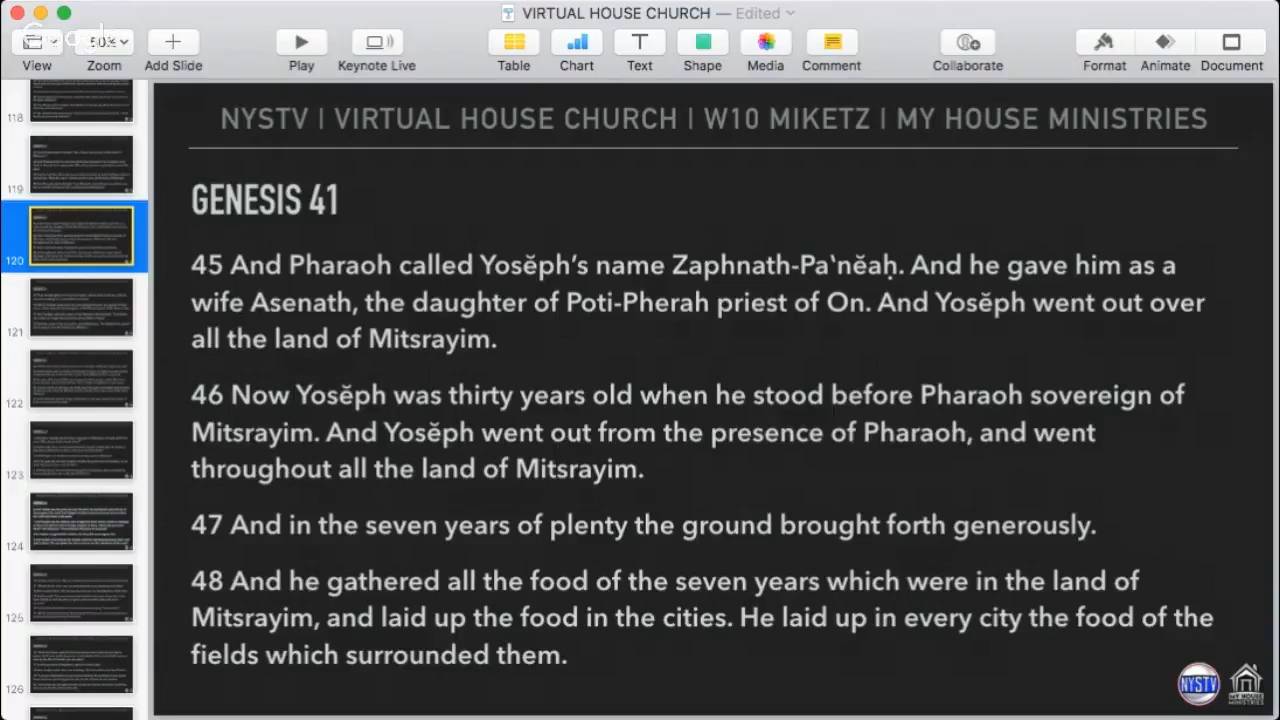 VIRTUAL HOUSE CHURCH — Edited
View
Zoom
Add Slide
Play
Keynote Live
Table
Chart
Text
Shape
Media
Comment
Collaborate
Format
Animate
Document
NYSTV VIRTUAL HOUSE CHURCH | MIKETZ | MY HOUSE MINISTRIES
GENESIS 41
45 And Pharaoh called Yosĕph's name And he gave him as a
wife the daughter Poti-Pherah On. And Yosĕph went out over
all the land of Mitsrayim.
46 Now Yosĕph was thirty years old when he stood before Pharaoh sovereign of
Mitsrayim. And Yosĕph went out from the presence of Pharaoh, and went
throughout all the land of Mitsrayim.
47 And in the seven years of plenty the ground brought forth generously.
48 And he gathered all the food of the seven years which were in the land of
Mitsrayim, and laid up the food in the cities. He laid up in every city the food of the
fields which surrounded them.
118
119
120
121
122
123
124
125
126
NYSTV
MY HOUSE
MINISTRIES